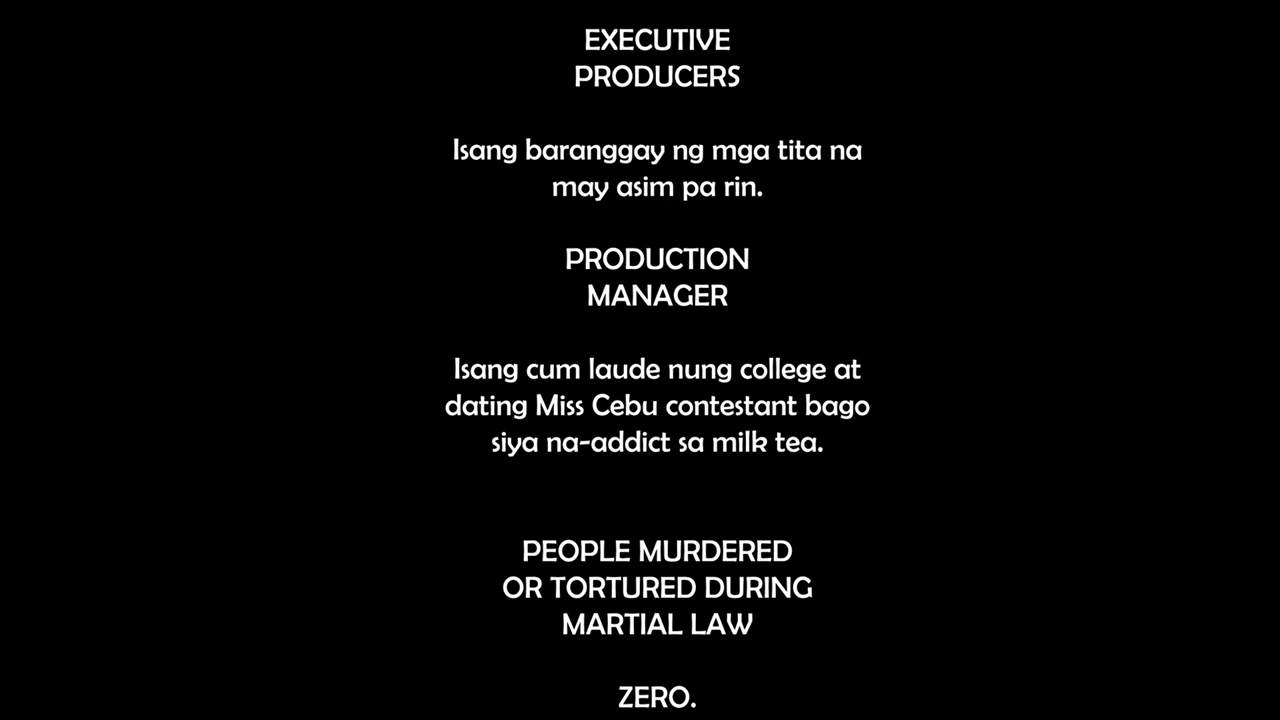 EXECUTIVE
PRODUCERS
Isang baranggay ng mga tita na
may asim pa rin.
PRODUCTION
MANAGER
Isang cum laude nung college at
dating Miss Cebu contestant bago
siya na-addict sa milk tea.
PEOPLE MURDERED
OR TORTURED DURING
MARTIAL LAW
ZERO.